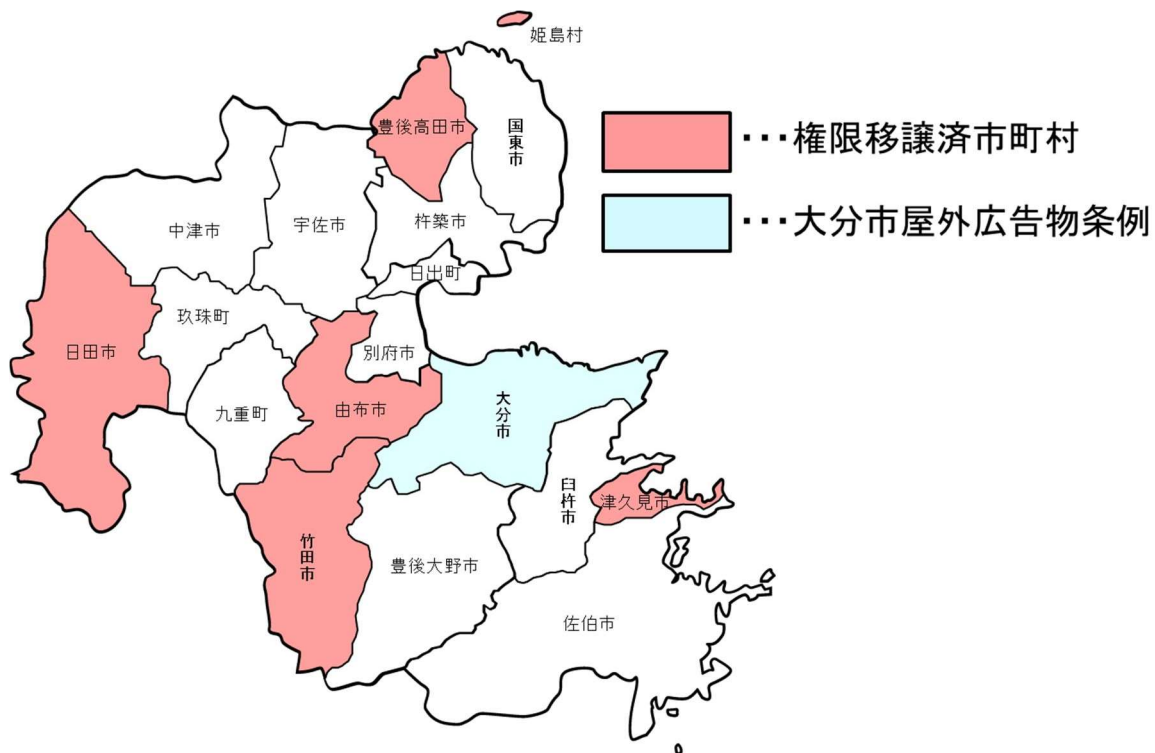 姫島村
豊後高田市
国東市
・・・権限移譲済市町村
・・・大分市屋外広告物条例
中津市
宇佐市
杵築市
日出町
玖珠町
日田市
別府市
九重町
由布市
大分市
臼杵市
津久見市
竹田市
豊後大野市
佐伯市